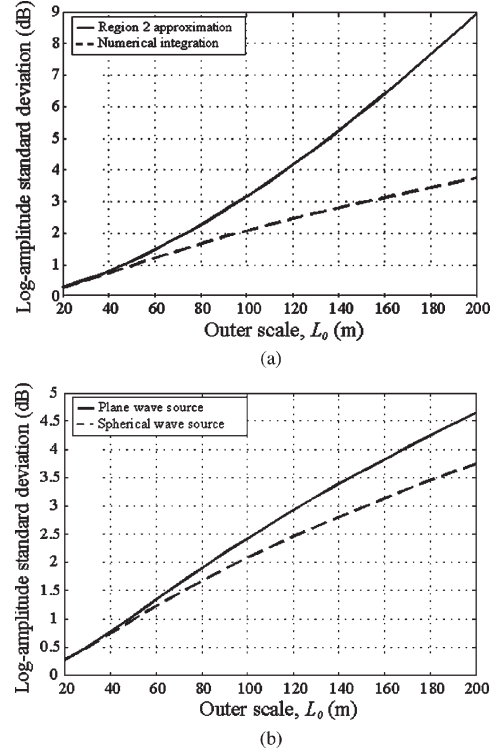 Log-amplitude standard deviation (dB)
9
8
7
6
5
4
3
2
1
0
Region 2 approximation
Numerical integration
20 40 60 80 100 120 140 160 180 200
Outer scale, L0 (m)
(a)
Log-amplitude standard deviation (dB)
5
4.5
4
3.5
3
2.5
2
1.5
1
0.5
0
Plane wave source
Spherical wave source
20 40 60 80 100 120 140 160 180 200
Outer scale, L0 (m)
(b)